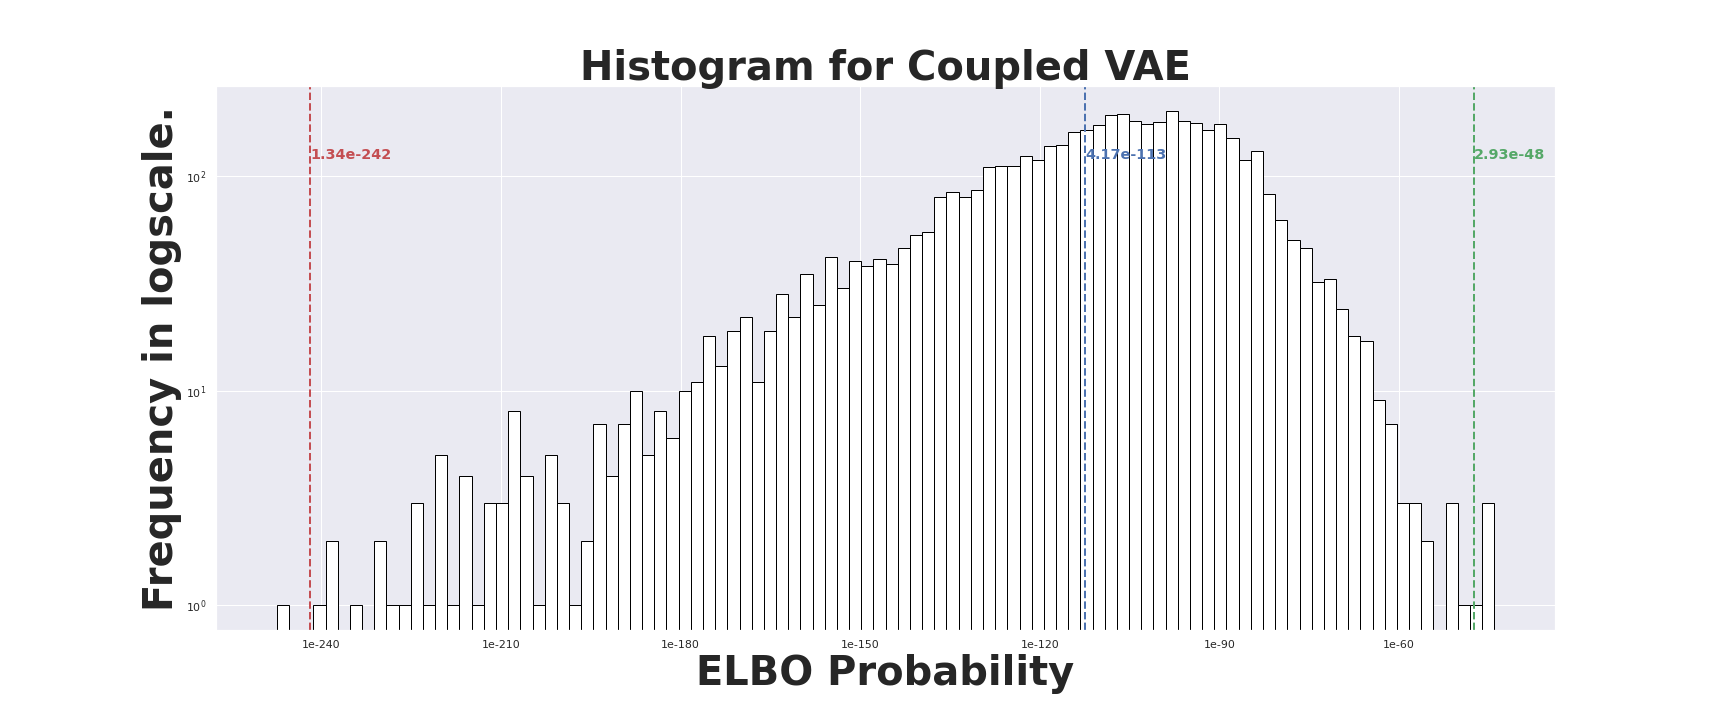 Histogram for Coupled VAE
Frequency in logscale.
1.34e-242
4.17e-113
2.93e-48
10²
10¹
10⁰
1e-240 1e-210 1e-180 1e-150 1e-120 1e-90 1e-60
ELBO Probability